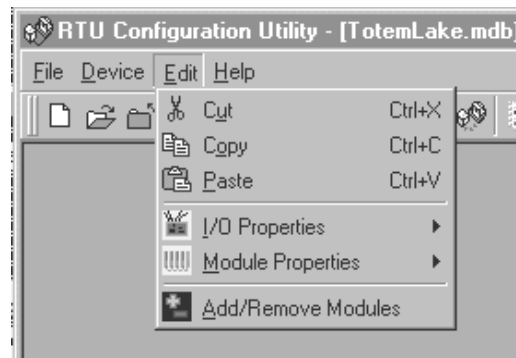 RTU Configuration Utility - [TotemLake.mdb]
File Device Edit Help
Cut Ctrl+X
Copy Ctrl+C
Paste Ctrl+V
I/O Properties
Module Properties
Add/Remove Modules